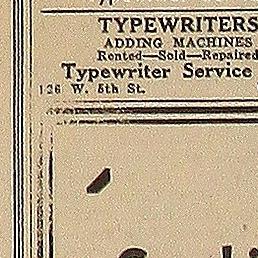 TYPEWRITERS
ADDING MACHINES
Rented—Sold—Repaired
Typewriter Service
126 W. 5th St.